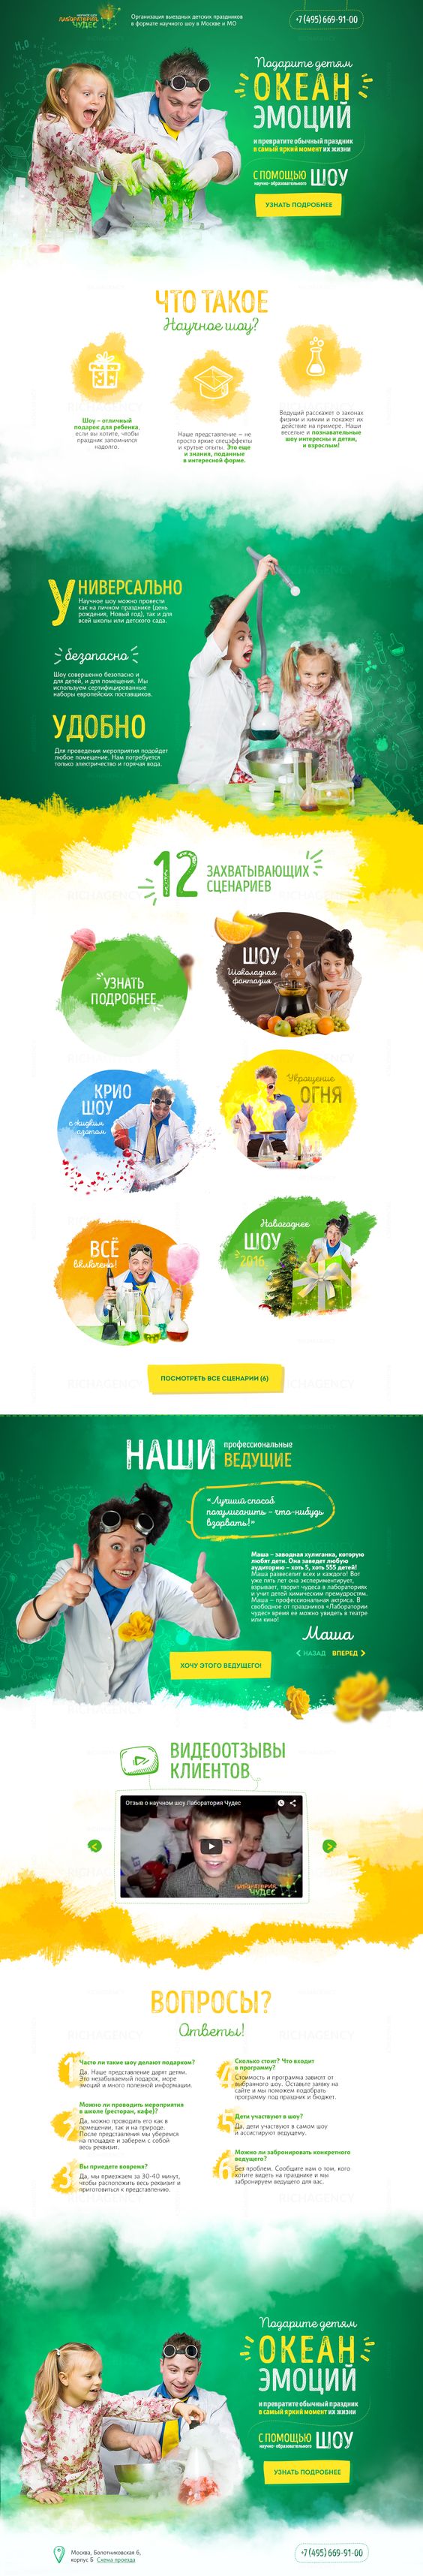 ЛАБОРАТОРИЯ
ЧУДЕС
Организация выездных детских праздников
в формате научного шоу в Москве и МО
+7 (495) 669-91-00
Подарите детям
ОКЕАН
ЭМОЦИЙ
и превратите обычный праздник
в самый яркий момент их жизни
С ПОМОЩЬЮ
научно-образовательного
ШОУ
УЗНАТЬ ПОДРОБНЕЕ
ЧТО ТАКОЕ
Научное шоу?
Шоу – отличный
подарок для ребенка,
если вы хотите, чтобы
праздник запомнился
надолго.
Наше представление – не
просто яркие спецэффекты
и крутые опыты. Это еще
и знания, поданные
в интересной форме.
Ведущий расскажет о законах
физики и химии и покажет их
действие на примере. Наши
веселые и познавательные
шоу интересны и детям,
и взрослым!
УНИВЕРСАЛЬНО
Научное шоу можно провести
как на личном празднике (день
рождения, Новый год), так и для
всей школы или детского сада.
безопасно
Шоу совершенно безопасно и
для детей, и для помещения. Мы
используем сертифицированные
наборы европейских поставщиков.
УДОБНО
Для проведения мероприятия подойдет
любое помещение. Нам потребуется
только электричество и горячая вода.
12
ЗАХВАТЫВАЮЩИХ
СЦЕНАРИЕВ
УЗНАТЬ
ПОДРОБНЕЕ
ШОУ
Шоколадная
фантазия
КРИО
ШОУ
с жидким
азотом
Укрощение
ОГНЯ
ВСЁ
включено!
Новогоднее
ШОУ
2016
ПОСМОТРЕТЬ ВСЕ СЦЕНАРИИ (6)
НАШИ
профессиональные
ВЕДУЩИЕ
«Лучший способ
похулиганить – что-нибудь
взорвать!»
Маша – заводная хулиганка, которую
любят дети. Она заведет любую
аудиторию – хоть 5, хоть 555 детей!
Маша развеселит всех и каждого! Вот
уже пять лет она экспериментирует,
взрывает, творит чудеса в лабораториях
и учит детей химическим премудростям.
Маша – профессиональная актриса. В
свободное от праздников «Лаборатории
чудес» время ее можно увидеть в театре
или кино!
Маша
НАЗАД ВПЕРЕД
ХОЧУ ЭТОГО ВЕДУЩЕГО!
ВИДЕООТЗЫВЫ
КЛИЕНТОВ
Отзыв о научном шоу Лаборатория Чудес
ЛАБОРАТОРИЯ
ЧУДЕС
ВОПРОСЫ?
Ответы!
1
Часто ли такие шоу делают подарком?
Да. Наше представление дарят детям.
Это незабываемый подарок, море
эмоций и много полезной информации.
2
Можно ли проводить мероприятия
в школе (ресторан, кафе)?
Да, можно проводить его как в
помещении, так и на природе.
После представления мы уберемся
на площадке и заберем с собой
весь реквизит.
3
Вы приедете вовремя?
Да, мы приезжаем за 30-40 минут,
чтобы расположить весь реквизит и
приготовиться к представлению.
4
Сколько стоит? Что входит
в программу?
Стоимость и программа зависят от
выбранного шоу. Оставьте заявку на
сайте и мы поможем подобрать
программу под праздник и бюджет.
5
Дети участвуют в шоу?
Да, дети участвуют в самом шоу
и ассистируют ведущему.
6
Можно ли забронировать конкретного
ведущего?
Без проблем. Сообщите нам о том, кого
хотите видеть на празднике и мы
забронируем ведущего для вас.
Подарите детям
ОКЕАН
ЭМОЦИЙ
и превратите обычный праздник
в самый яркий момент их жизни
С ПОМОЩЬЮ
научно-образовательного
ШОУ
УЗНАТЬ ПОДРОБНЕЕ
Москва, Болотниковская 6,
корпус Б Схема проезда
+7 (495) 669-91-00